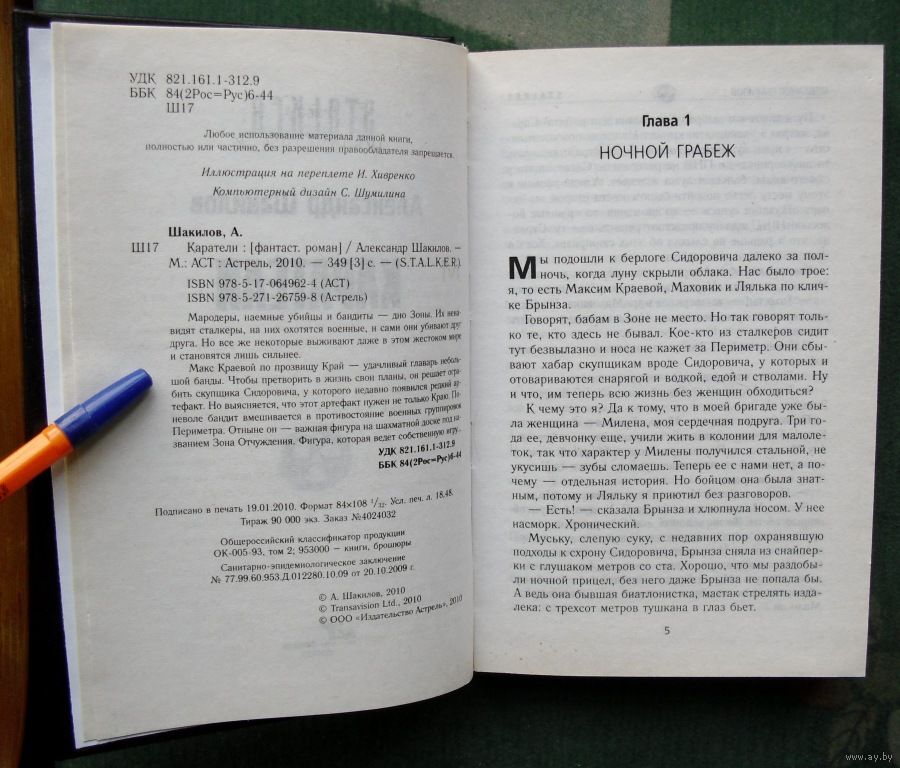 УДК 821.161.1-312.9
ББК 84(2Рос=Рус)6-44
Ш17
Любое использование материала данной книги,
полностью или частично, без разрешения правообладателя запрещается.
Иллюстрация на переплете И. Хивренко
Компьютерный дизайн С. Шумилина
Шакилов, А.
Ш17 Каратели : [фантаст. роман] / Александр Шакилов. —
М.: АСТ : Астрель, 2010. — 349 [3] с. — (S.T.A.L.K.E.R.).
ISBN 978-5-17-064962-4 (АСТ)
ISBN 978-5-271-26759-8 (Астрель)
Мародеры, наемные убийцы и бандиты — дно Зоны. Их нена-
видят сталкеры, на них охотятся военные, и сами они убивают друг
друга. Но все же некоторые выживают даже в этом жестоком мире
и становятся лишь сильнее.
Макс Краевой по прозвищу Край — удачливый главарь неболь-
шой банды. Чтобы претворить в жизнь свои планы, он решает огра-
бить скупщика Сидоровича, у которого недавно появился редкий ар-
тефакт. Но выясняется, что этот артефакт нужен не только Краю. По-
неволе бандит вмешивается в противостояние военных группировок
Периметра. Отныне он — важная фигура на шахматной доске под на-
званием Зона Отчуждения. Фигура, которая ведет собственную игру...
УДК 821.161.1-312.9
ББК 84(2Рос=Рус)6-44
Подписано в печать 19.01.2010. Формат 84х108 1/32. Усл. печ. л. 18,48.
Тираж 90 000 экз. Заказ №4024032
Общероссийский классификатор продукции
ОК-005-93, том 2; 953000 — книги, брошюры
Санитарно-эпидемиологическое заключение
№ 77.99.60.953.Д.012280.10.09 от 20.10.2009 г.
© А. Шакилов, 2010
© Transavision Ltd., 2010
© ООО «Издательство Астрель», 2010
Глава 1
НОЧНОЙ ГРАБЕЖ
Мы подошли к берлоге Сидоровича далеко за пол-
ночь, когда луну скрыли облака. Нас было трое:
я, то есть Максим Краевой, Маховик и Лялька по клич-
ке Брынза.
Говорят, бабам в Зоне не место. Но так говорят толь-
ко те, кто здесь не бывал. Кое-кто из сталкеров сидит
тут безвылазно и носа не кажет за Периметр. Они сбы-
вают хабар скупщикам вроде Сидоровича, у которых и
отовариваются снарягой и водкой, едой и стволами. Ну
и что, им теперь всю жизнь без женщин обходиться?
К чему это я? Да к тому, что в моей бригаде уже бы-
ла женщина — Милена, моя сердечная подруга. Три го-
да ее, девчонку еще, учили жить в колонии для малоле-
ток, так что характер у Милены получился стальной, не
укусишь — зубы сломаешь. Теперь ее с нами нет, а по-
чему — отдельная история. Но бойцом она была знат-
ным, потому и Ляльку я приютил без разговоров.
— Есть! — сказала Брынза и хлюпнула носом. У нее
насморк. Хронический.
Муську, слепую суку, с недавних пор охранявшую
подходы к схрону Сидоровича, Брынза сняла из снайпер-
ки с глушаком метров со ста. Хорошо, что мы раздобы-
ли ночной прицел, без него даже Брынза не попала бы.
А ведь она бывшая биатлонистка, мастак стрелять изда-
лека: с трехсот метров тушкана в глаз бьет.
5
www.ay.by